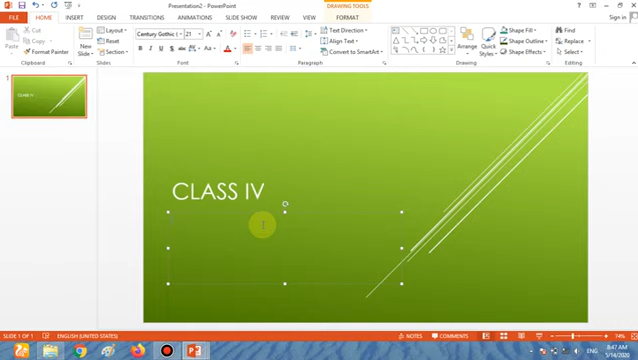 Presentation2 - PowerPoint
DRAWING TOOLS
FILE
HOME
INSERT
DESIGN
TRANSITIONS
ANIMATIONS
SLIDE SHOW
REVIEW
VIEW
FORMAT
Sign in
Paste
Cut
Copy
Format Painter
Clipboard
New
Slide
Layout
Reset
Section
Slides
Century Gothic (
21
Font
Paragraph
Text Direction
Align Text
Convert to SmartArt
Arrange
Quick
Styles
Shape Fill
Shape Outline
Shape Effects
Drawing
Find
Replace
Select
Editing
1
CLASS IV
CLASS IV
SLIDE 1 OF 1
ENGLISH (UNITED STATES)
NOTES
COMMENTS
74%
ENG
8:47 AM
5/14/2020